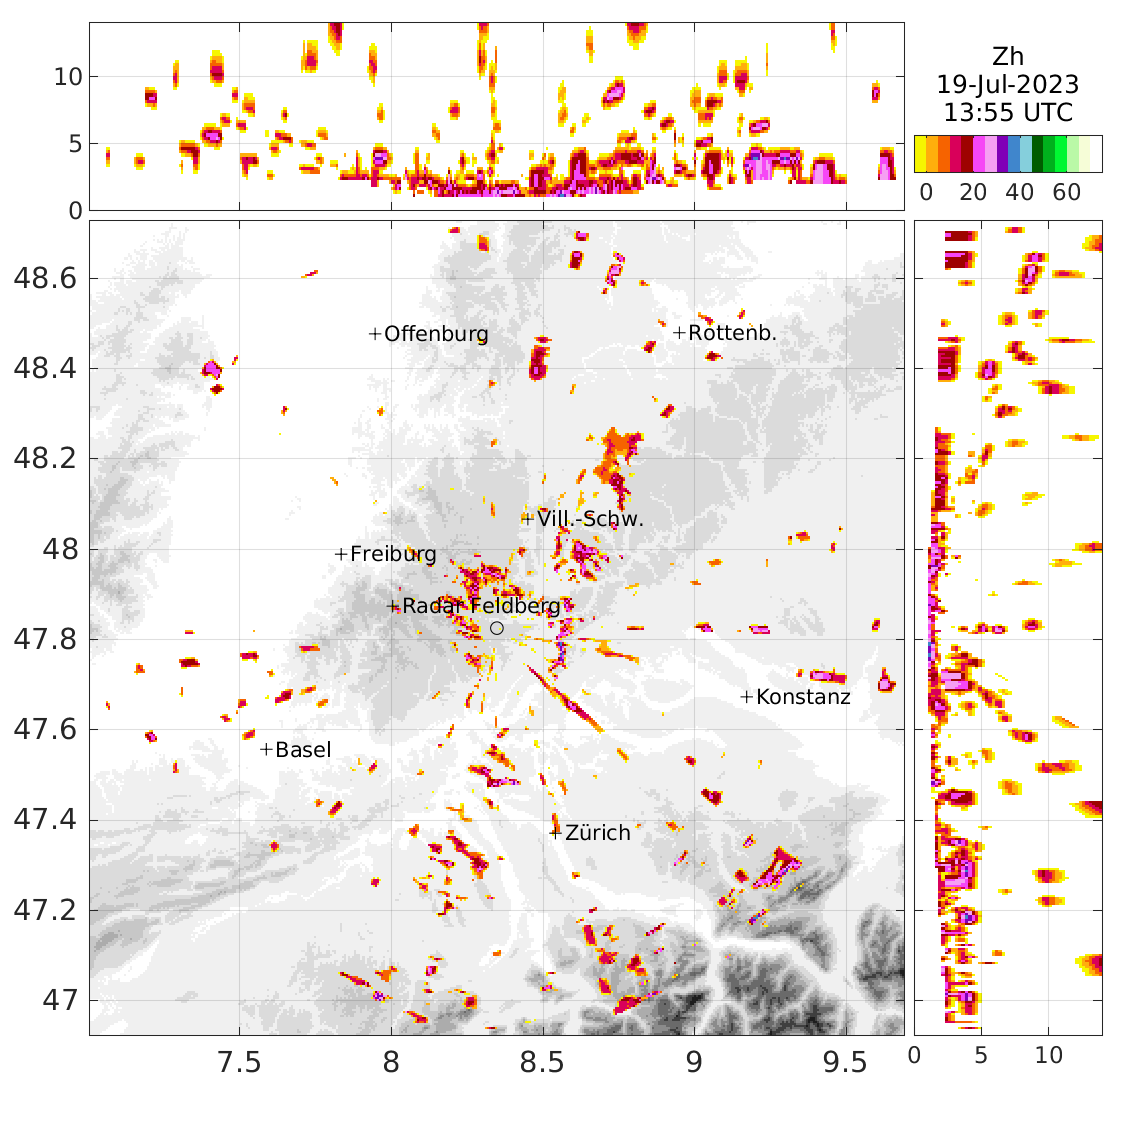 Zh
19-Jul-2023
13:55 UTC
0 20 40 60
10
5
0
48.6
48.4
48.2
48
47.8
47.6
47.4
47.2
47
+Offenburg
+Rottenb.
+Vill.-Schw.
+Freiburg
+Radar Feldberg
+Konstanz
+Basel
+Zürich
7.5 8 8.5 9 9.5
0 5 10